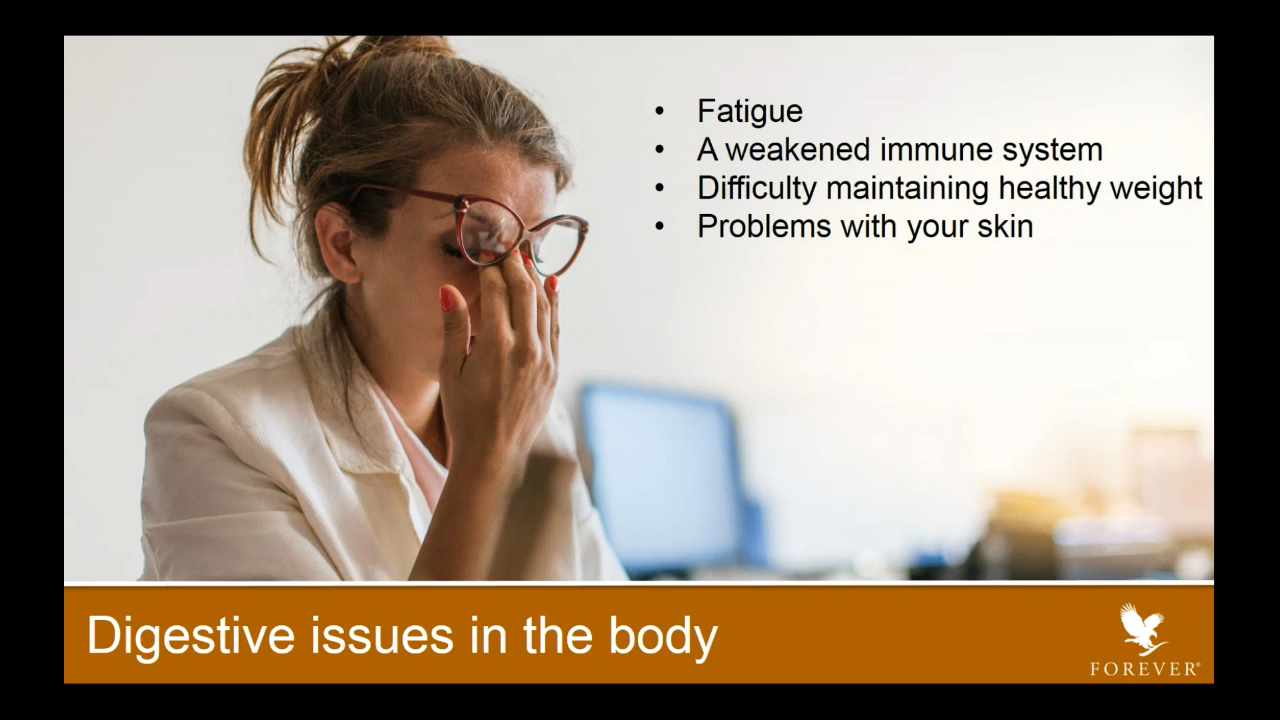 • Fatigue
• A weakened immune system
• Difficulty maintaining healthy weight
• Problems with your skin
Digestive issues in the body
FOREVER®